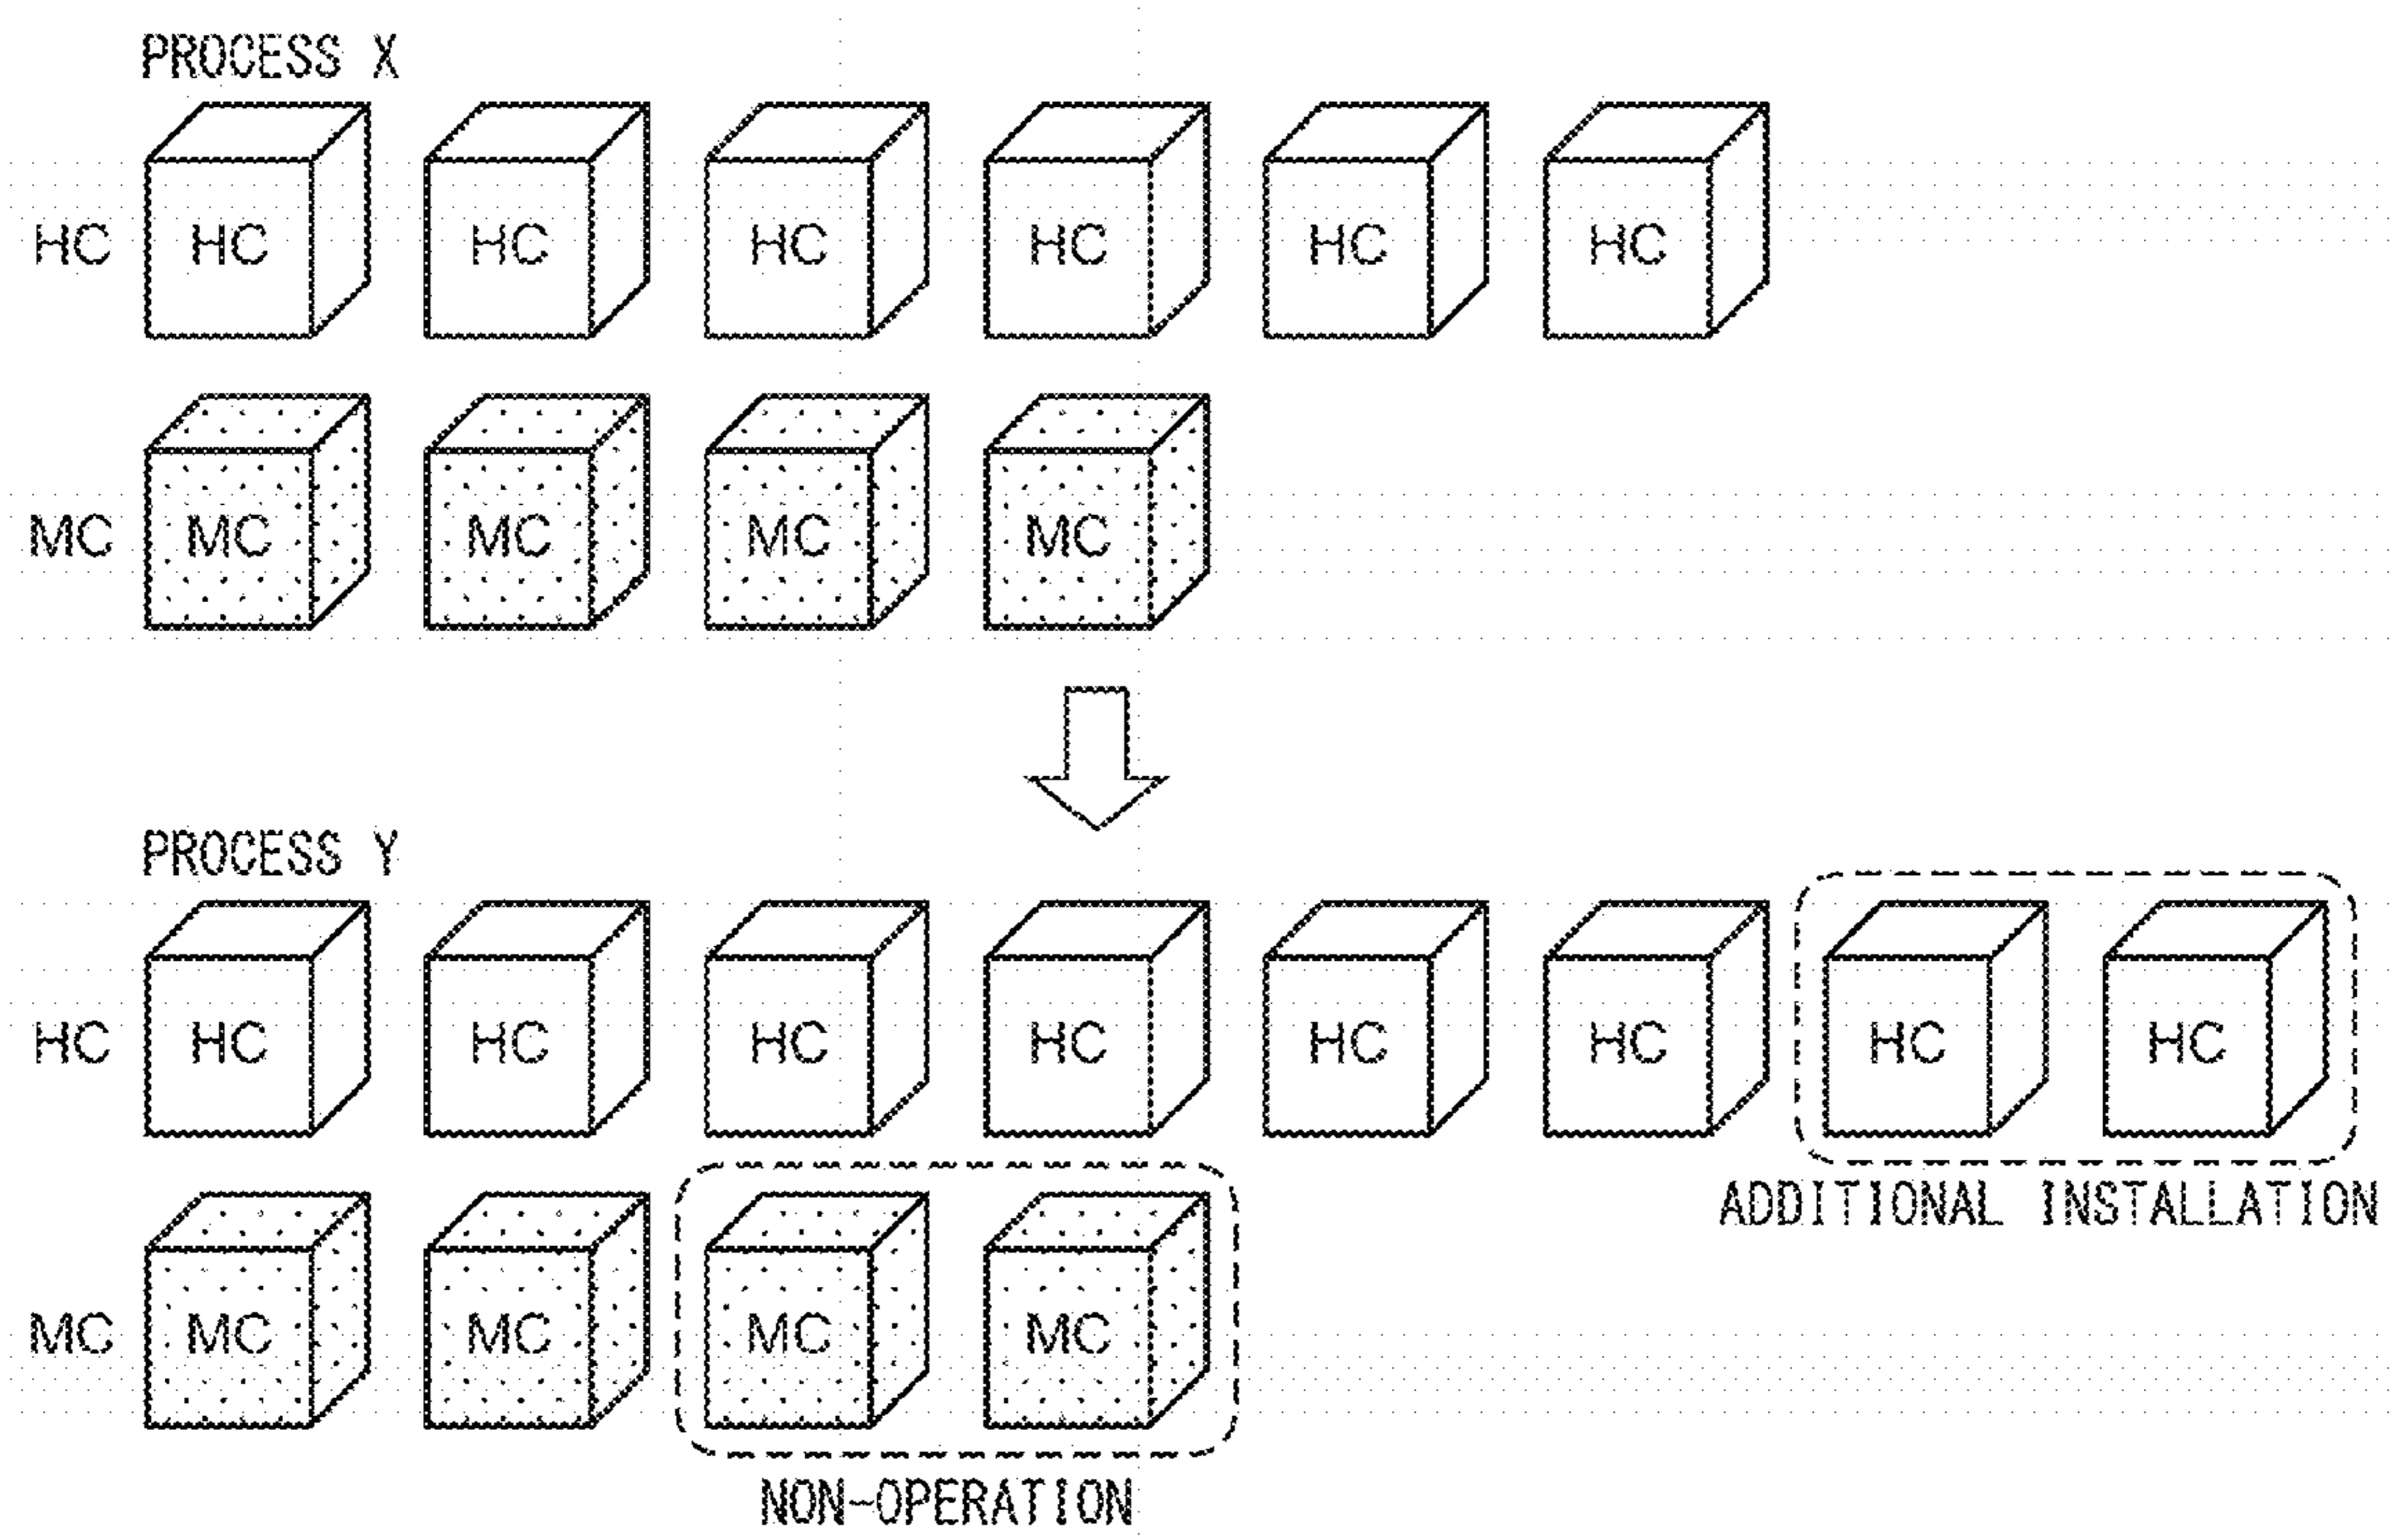 PROCESS X
HC HC HC HC HC HC HC
MC MC MC MC MC
PROCESS Y
HC HC HC HC HC HC HC HC HC
ADDITIONAL INSTALLATION
MC MC MC MC MC
NON-OPERATION